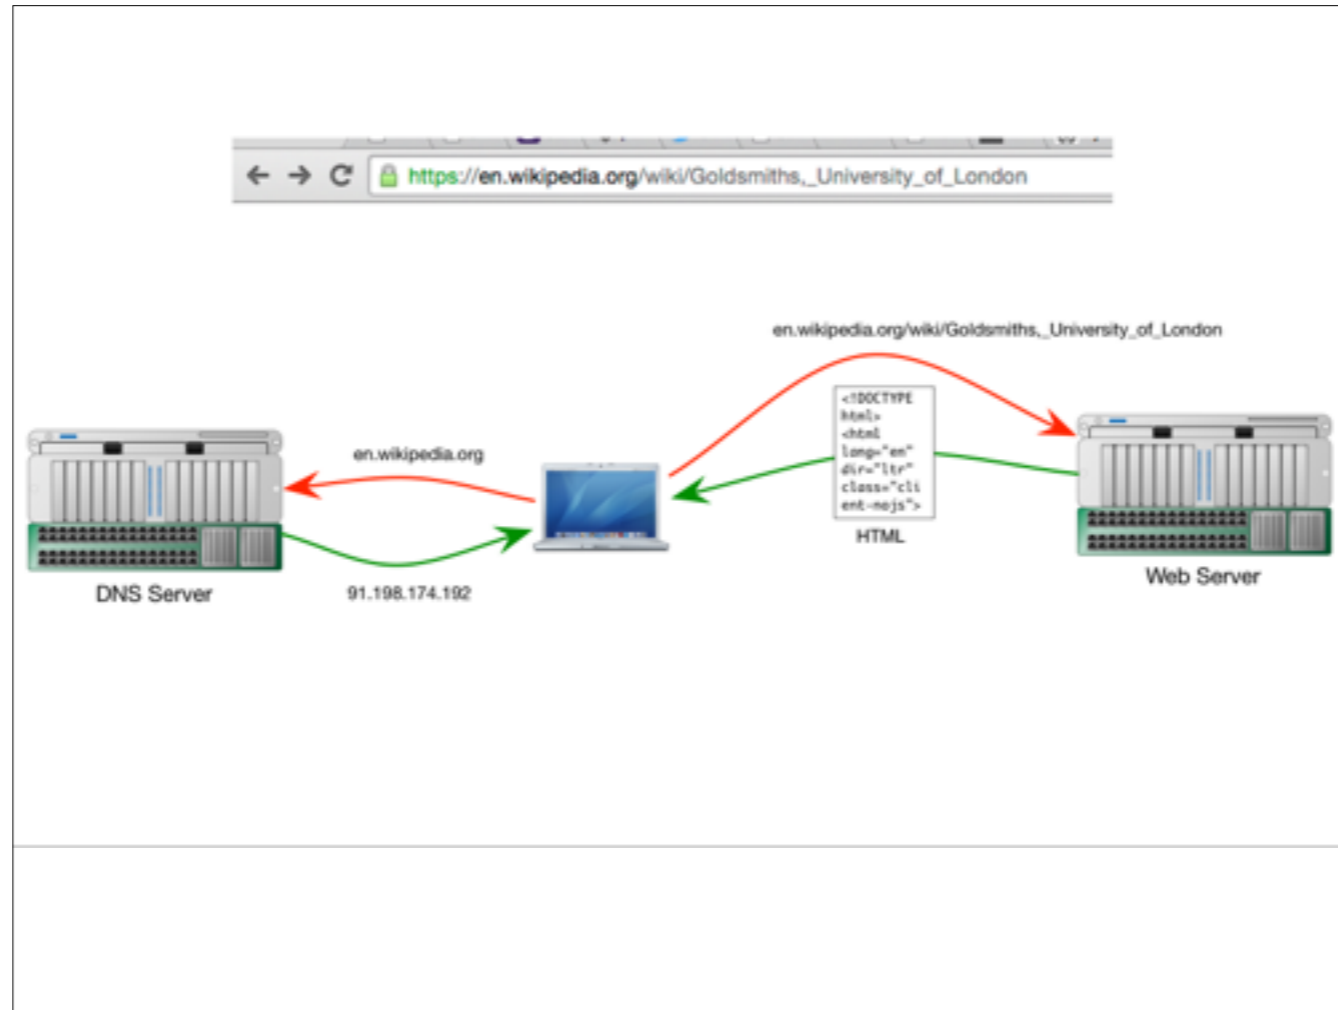 https://en.wikipedia.org/wiki/Goldsmiths,_University_of_London
en.wikipedia.org/wiki/Goldsmiths,_University_of_London
<!DOCTYPE
html>
<html
lang="en"
dir="ltr"
class="cli
ent-nojs">
HTML
en.wikipedia.org
91.198.174.192
DNS Server
Web Server